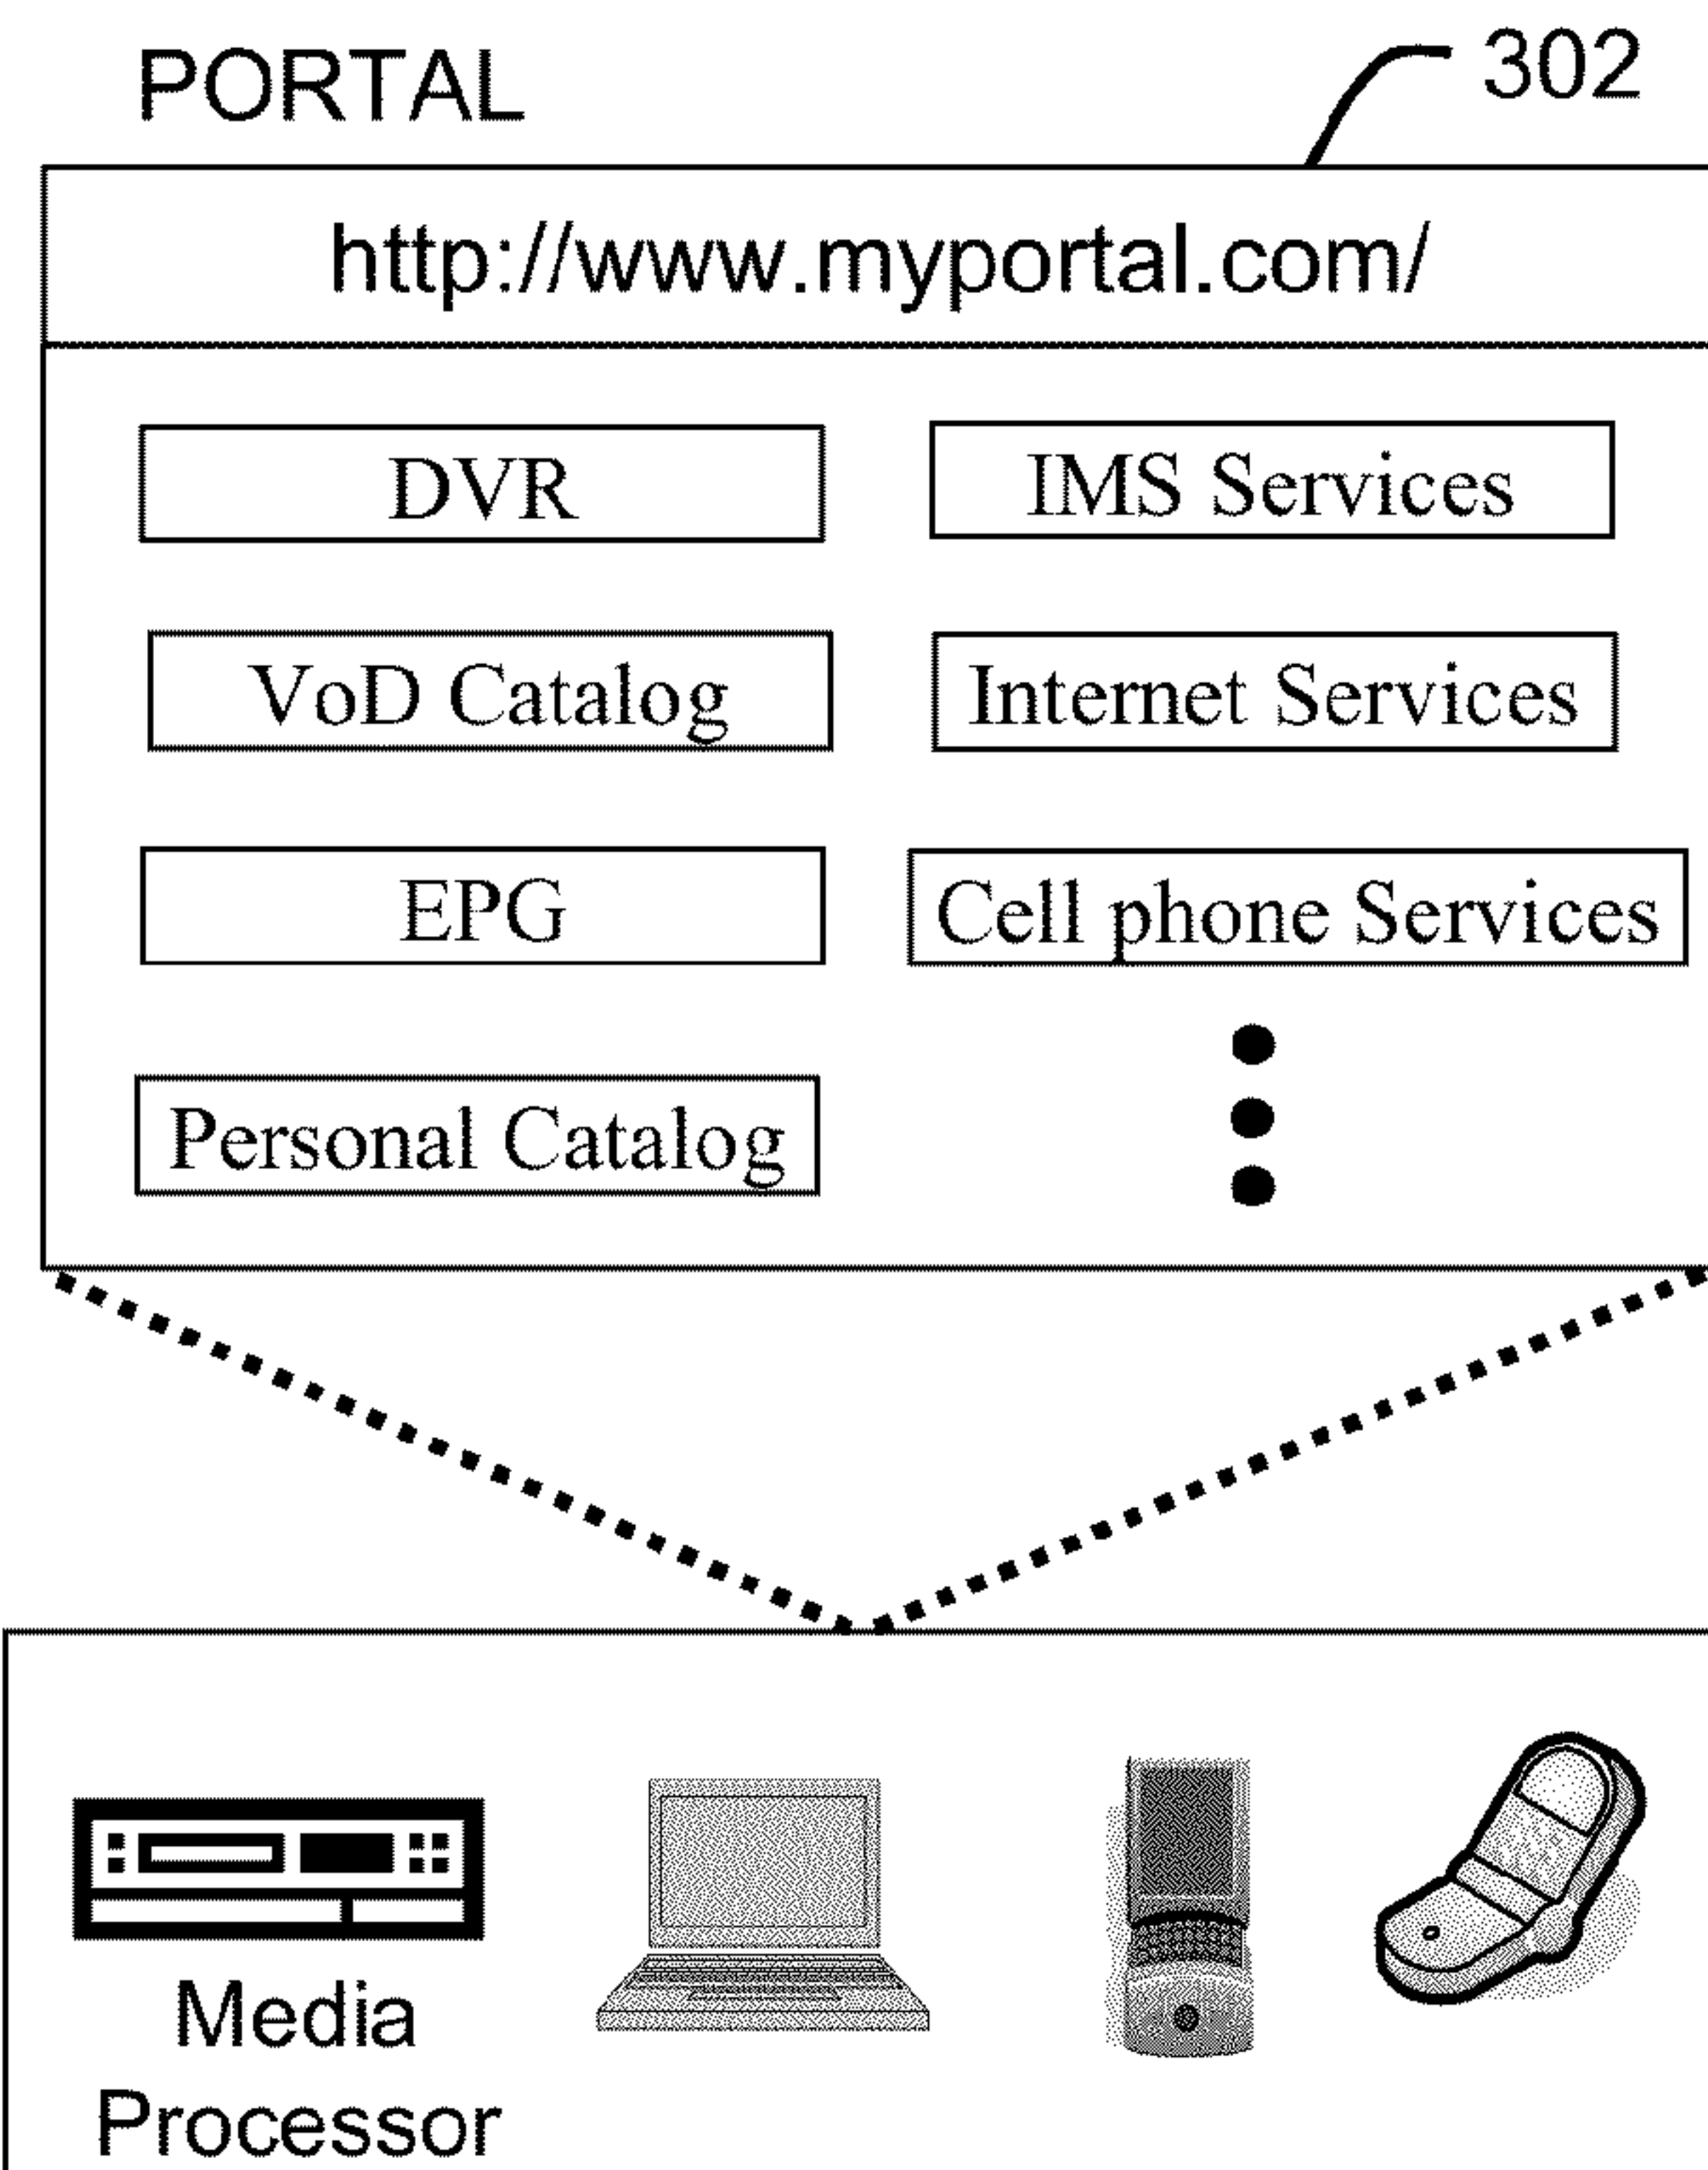 PORTAL
302
http://www.myportal.com/
DVR
IMS Services
VoD Catalog
Internet Services
EPG
Cell phone Services
Personal Catalog
Media
Processor